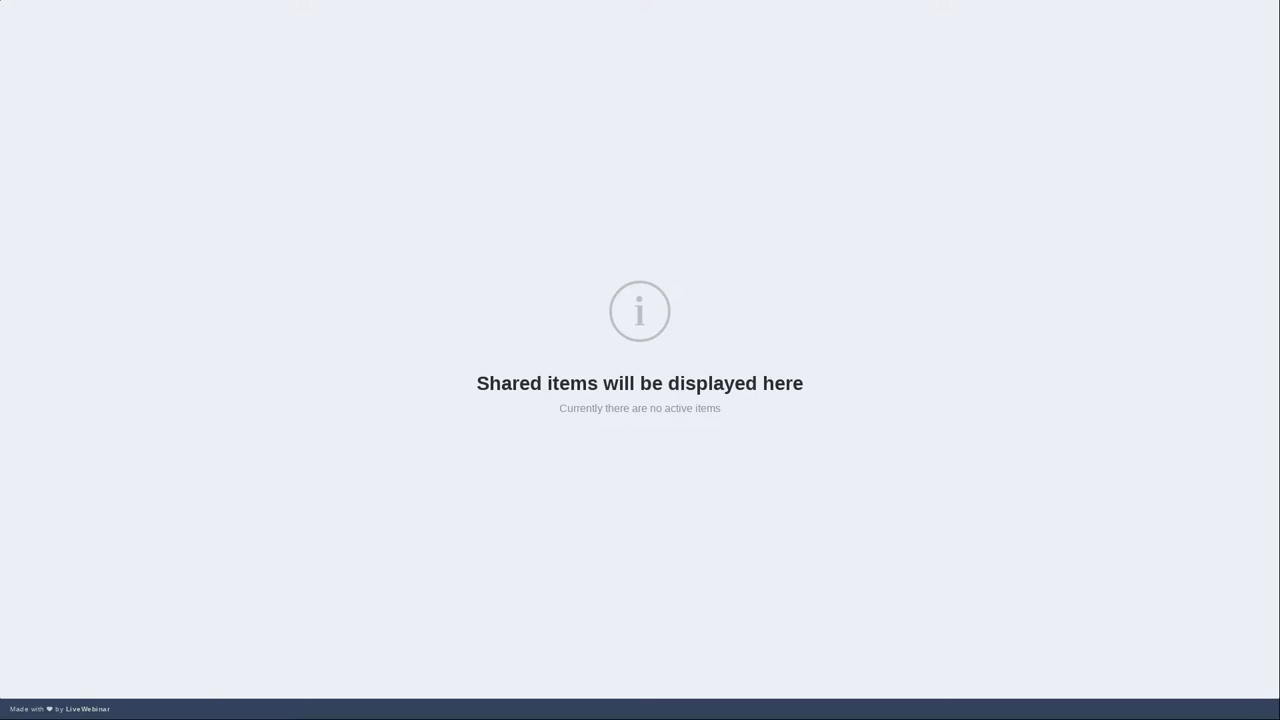 Shared items will be displayed here
Currently there are no active items
Made with ❤ by LiveWebinar